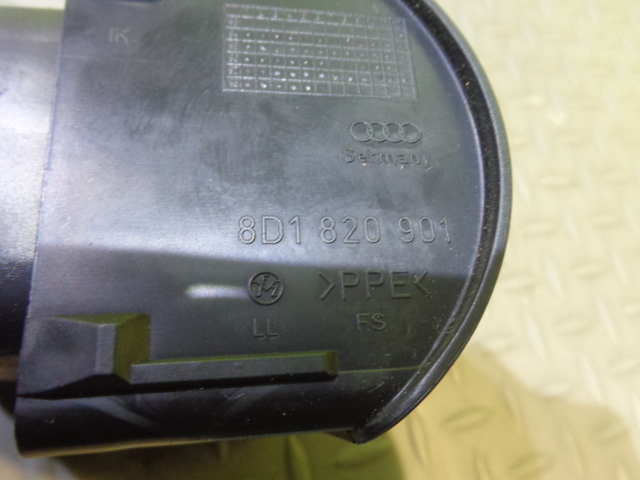 IK
Germany
8D1 820 901
>PPE<
LL FS